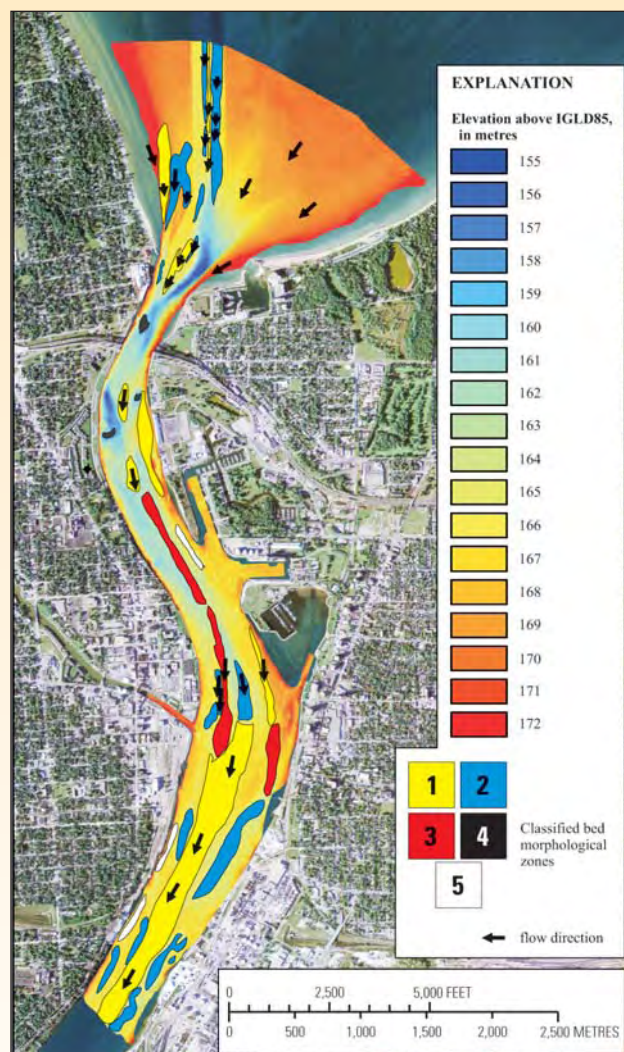 EXPLANATION
Elevation above IGLD85,
in metres
155
156
157
158
159
160
161
162
163
164
165
166
167
168
169
170
171
172
1 2
3 4
5
Classified bed
morphological
zones
flow direction
0 2,500 5,000 FEET
0 500 1,000 1,500 2,000 2,500 METRES